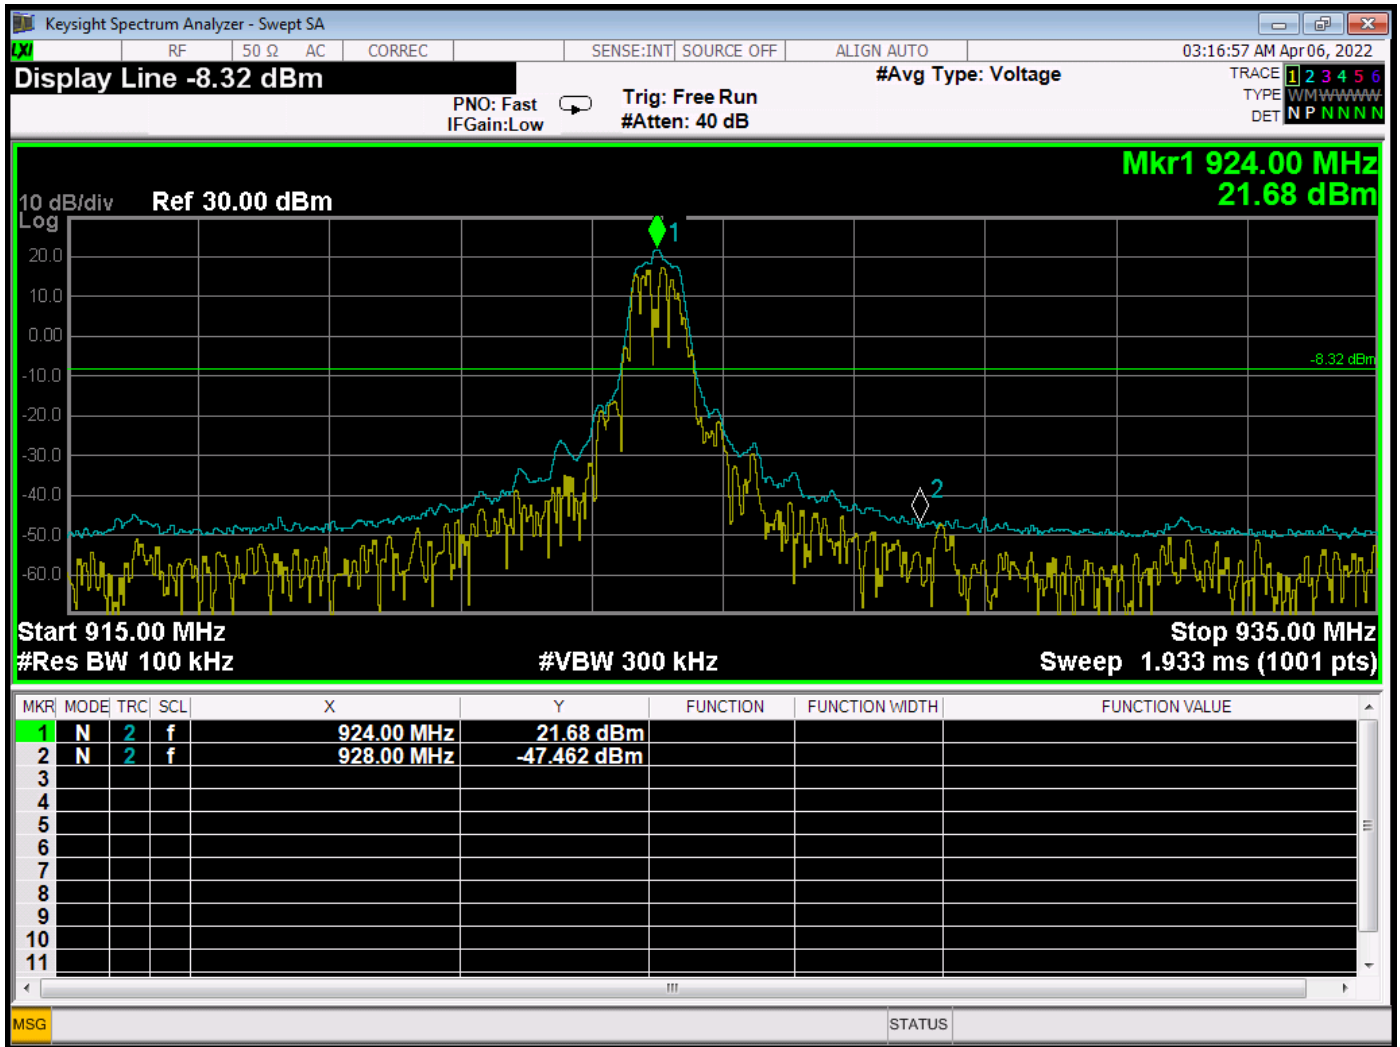 Keysight Spectrum Analyzer - Swept SA
LXI RF 50 Ω AC CORREC SENSE:INT SOURCE OFF ALIGN AUTO 03:16:57 AM Apr 06, 2022
Display Line -8.32 dBm
#Avg Type: Voltage
TRACE 1 2 3 4 5 6
PNO: Fast Trig: Free Run
TYPE WMWWWW
IFGain:Low #Atten: 40 dB
DET N P N N N N
Mkr1 924.00 MHz
21.68 dBm
10 dB/div Ref 30.00 dBm
Log
1
20.0
10.0
0.00
-8.32 dBm
-10.0
-20.0
-30.0
-40.0
2
-50.0
-60.0
Start 915.00 MHz Stop 935.00 MHz
#Res BW 100 kHz #VBW 300 kHz Sweep 1.933 ms (1001 pts)
MKR MODE TRC SCL X Y FUNCTION FUNCTION WIDTH FUNCTION VALUE
1 N 2 f 924.00 MHz 21.68 dBm
2 N 2 f 928.00 MHz -47.462 dBm
3
4
5
6
7
8
9
10
11
MSG STATUS